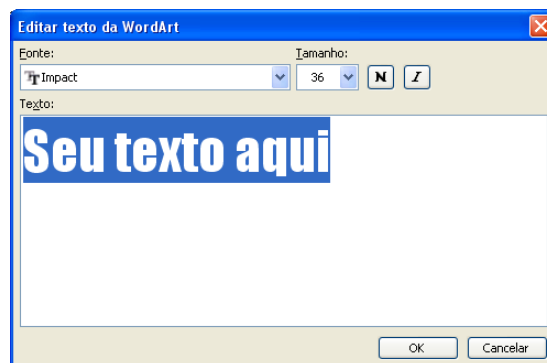 Editar texto da WordArt
Fonte: Tamanho:
Impact 36 N I
Texto:
Seu texto aqui
OK Cancelar